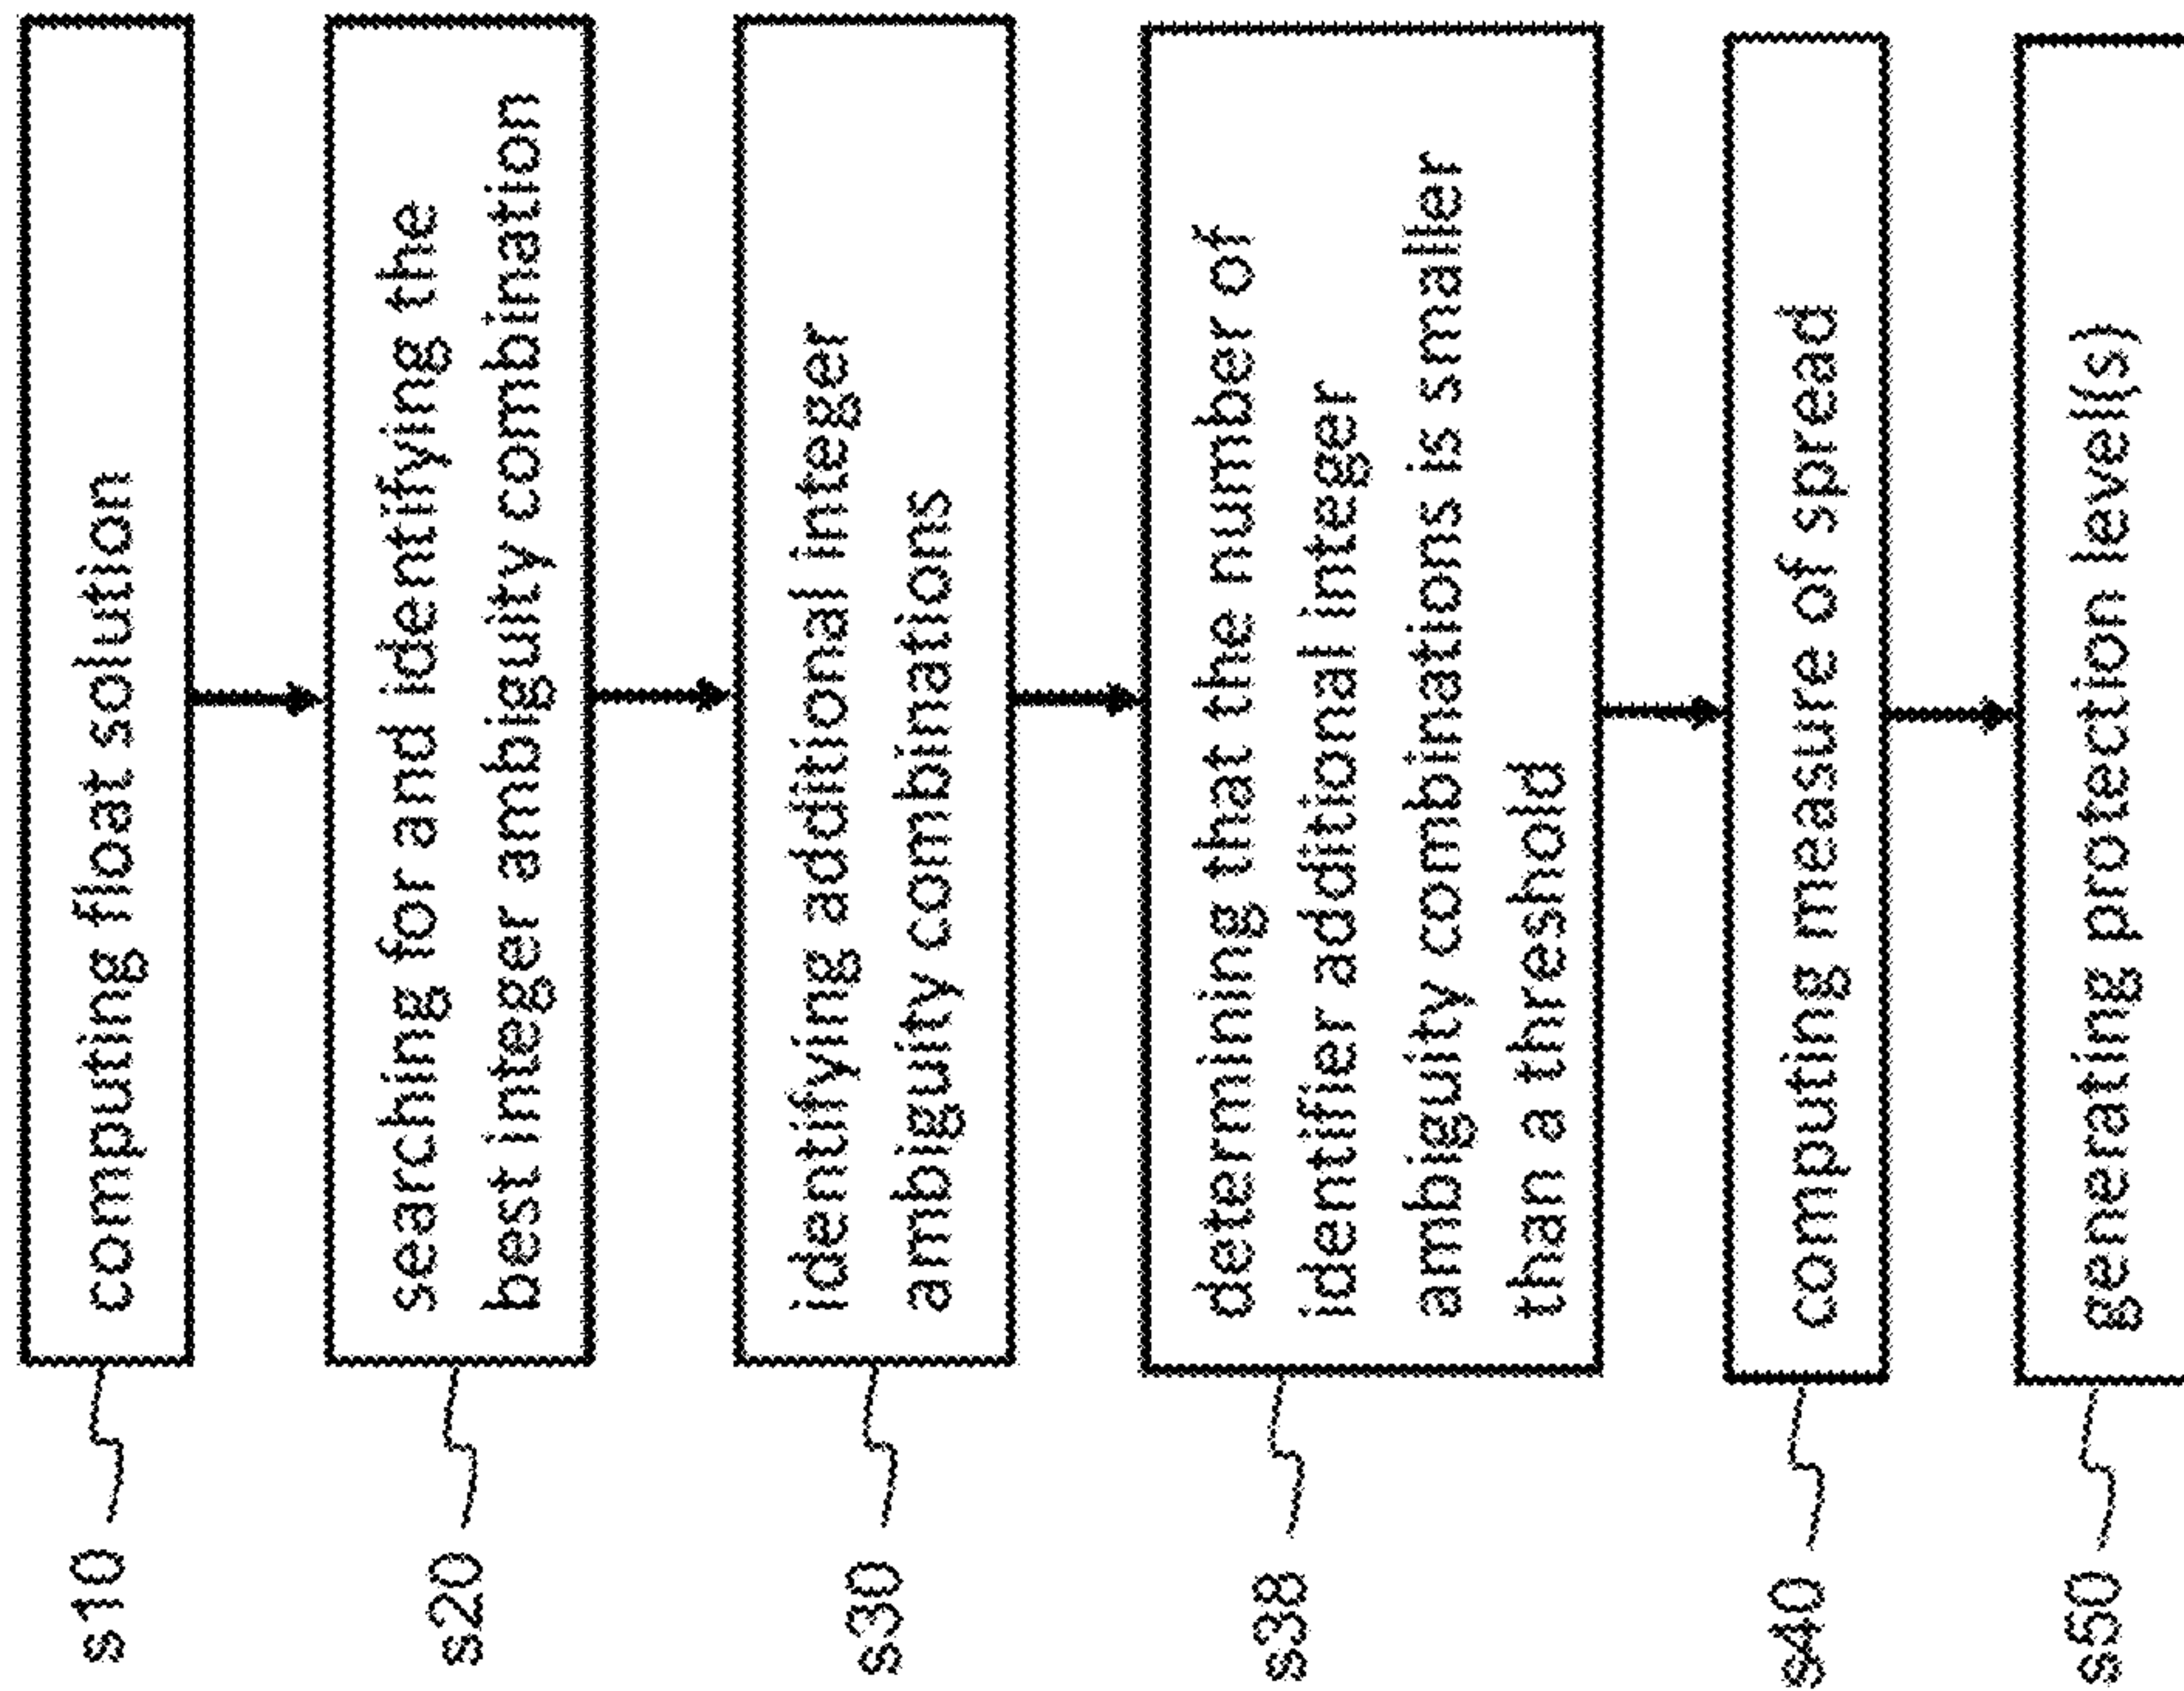 s10
computing float solution
s20
searching for and identifying the
best integer ambiguity combination
s30
identifying additional integer
ambiguity combinations
s38
determining that the number of
identifier additional integer
ambiguity combinations is smaller
than a threshold
s40
computing measure of spread
s50
generating protection level(s)